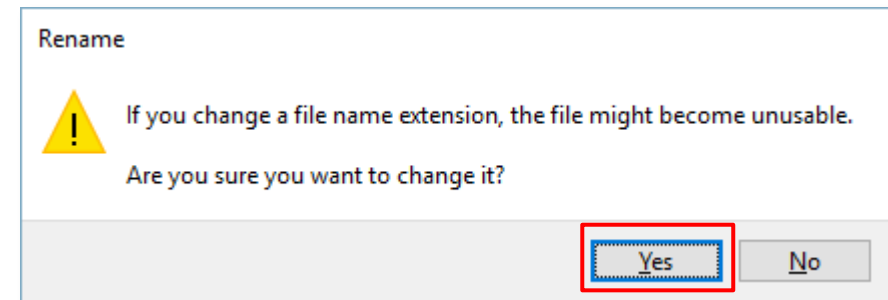 Rename
!
If you change a file name extension, the file might become unusable.
Are you sure you want to change it?
Yes No